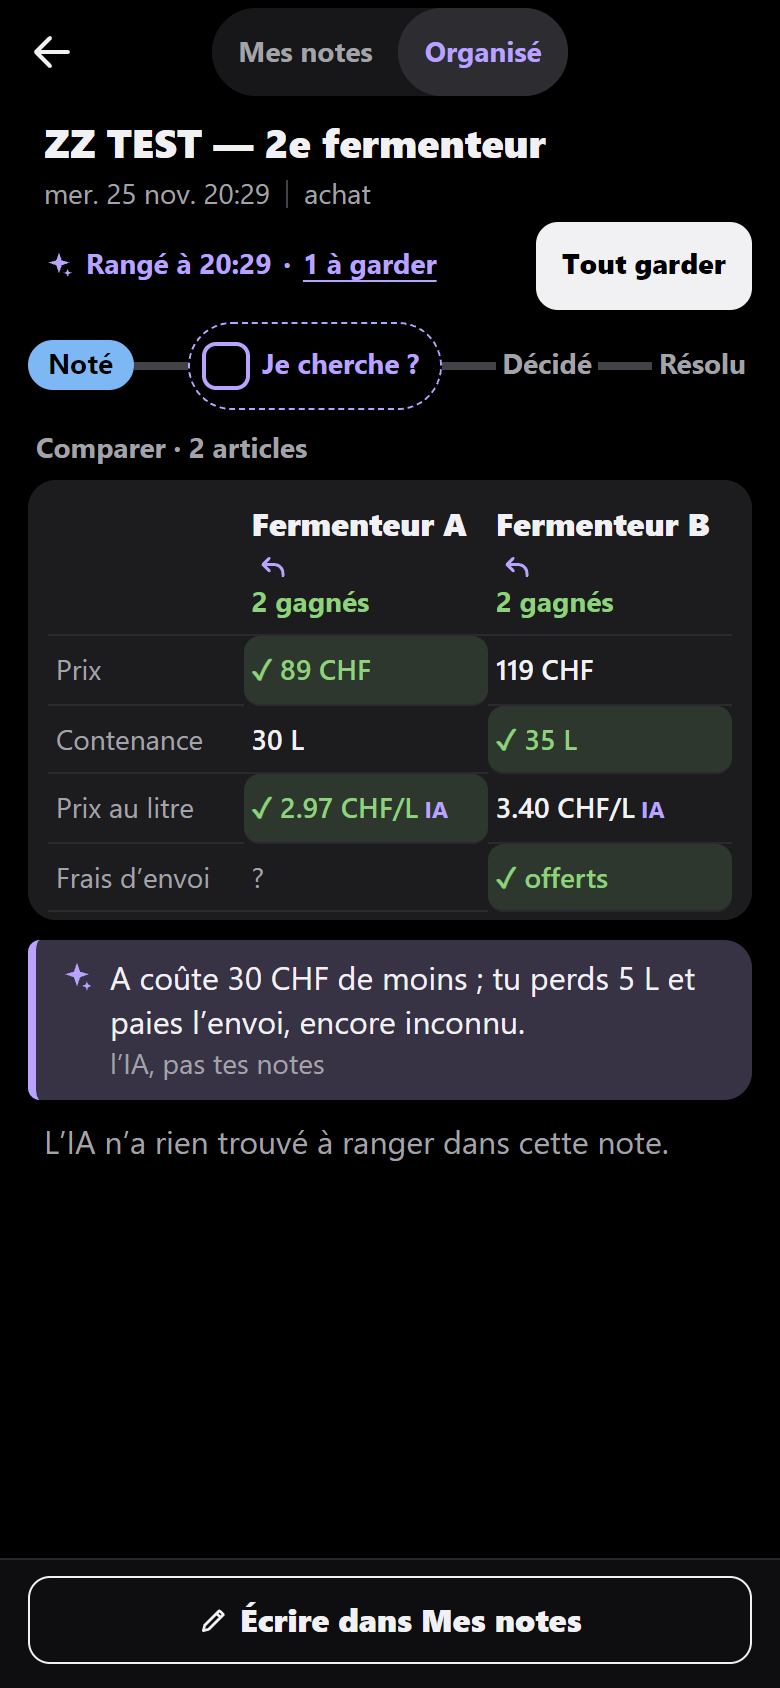 Mes notes Organisé
ZZ TEST — 2e fermenteur
mer. 25 nov. 20:29 | achat
Rangé à 20:29 · 1 à garder Tout garder
Noté Je cherche ? Décidé Résolu
Comparer · 2 articles
Fermenteur A Fermenteur B
2 gagnés 2 gagnés
Prix ✓ 89 CHF 119 CHF
Contenance 30 L ✓ 35 L
Prix au litre ✓ 2.97 CHF/L IA 3.40 CHF/L IA
Frais d’envoi ? ✓ offerts
A coûte 30 CHF de moins ; tu perds 5 L et
paies l’envoi, encore inconnu.
l’IA, pas tes notes
L’IA n’a rien trouvé à ranger dans cette note.
Écrire dans Mes notes